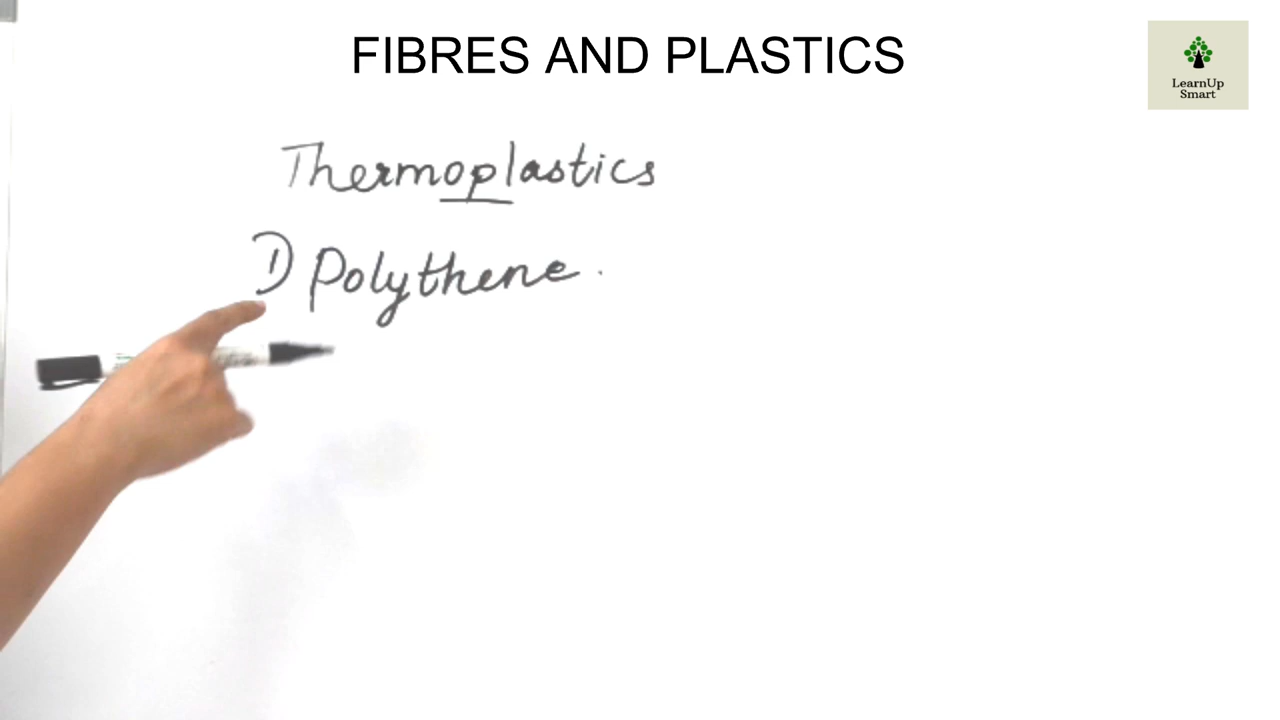 FIBRES AND PLASTICS
LearnUp
Smart
Thermoplastics
1) Polythene.